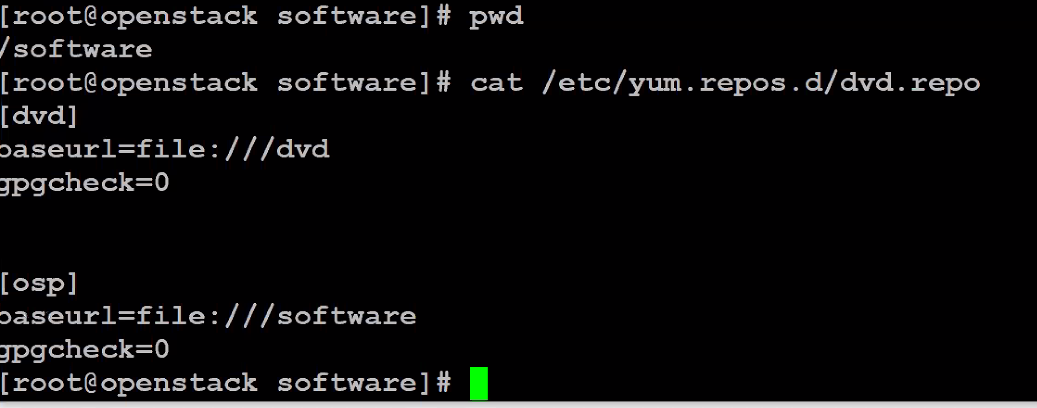 [root@openstack software]# pwd
/software
[root@openstack software]# cat /etc/yum.repos.d/dvd.repo
[dvd]
baseurl=file:///dvd
gpgcheck=0
[osp]
baseurl=file:///software
gpgcheck=0
[root@openstack software]#